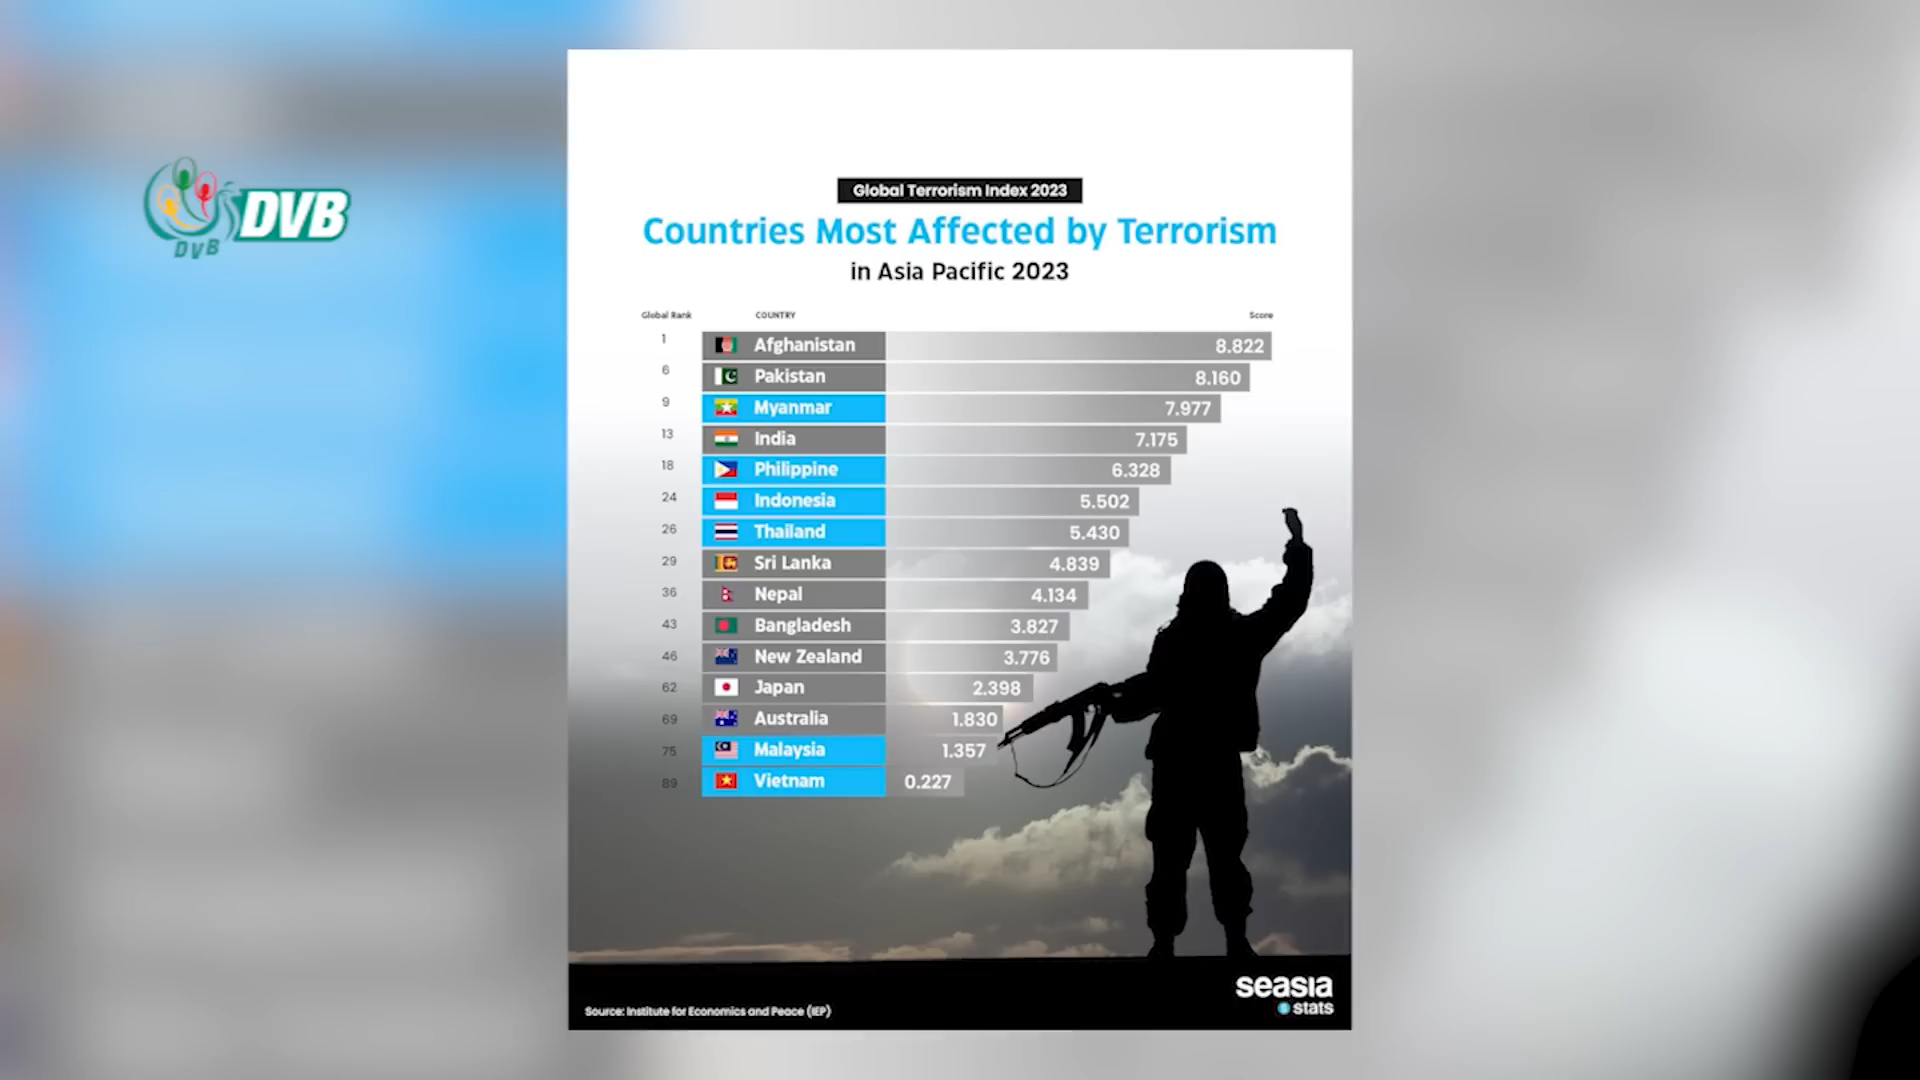 DVB
DVB
Global Terrorism Index 2023
Countries Most Affected by Terrorism
in Asia Pacific 2023
Global Rank COUNTRY Score
1 Afghanistan 8.822
6 Pakistan 8.160
9 Myanmar 7.977
13 India 7.175
18 Philippine 6.328
24 Indonesia 5.502
26 Thailand 5.430
29 Sri Lanka 4.839
36 Nepal 4.134
43 Bangladesh 3.827
46 New Zealand 3.776
62 Japan 2.398
69 Australia 1.830
75 Malaysia 1.357
89 Vietnam 0.227
seasia
stats
Source: Institute for Economics and Peace (IEP)